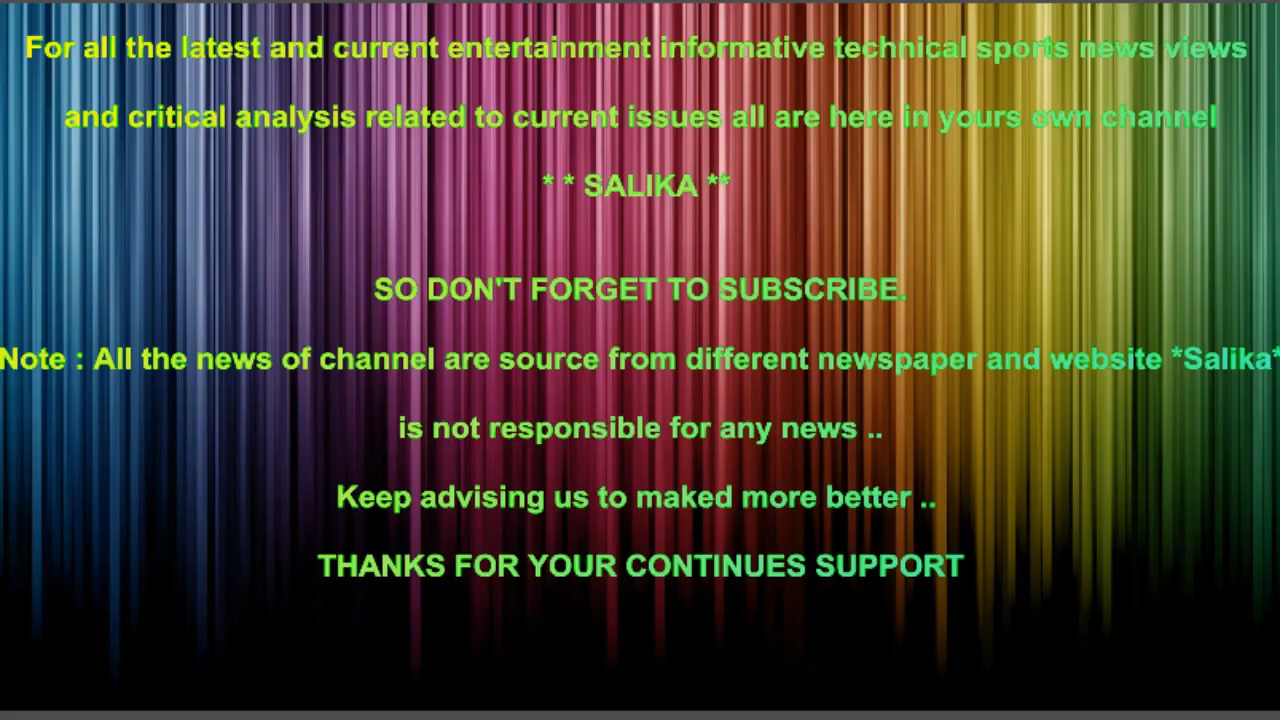 For all the latest and current entertainment informative technical sports news views
and critical analysis related to current issues all are here in yours own channel
* * SALIKA **
SO DON'T FORGET TO SUBSCRIBE.
Note : All the news of channel are source from different newspaper and website *Salika*
is not responsible for any news ..
Keep advising us to maked more better ..
THANKS FOR YOUR CONTINUES SUPPORT